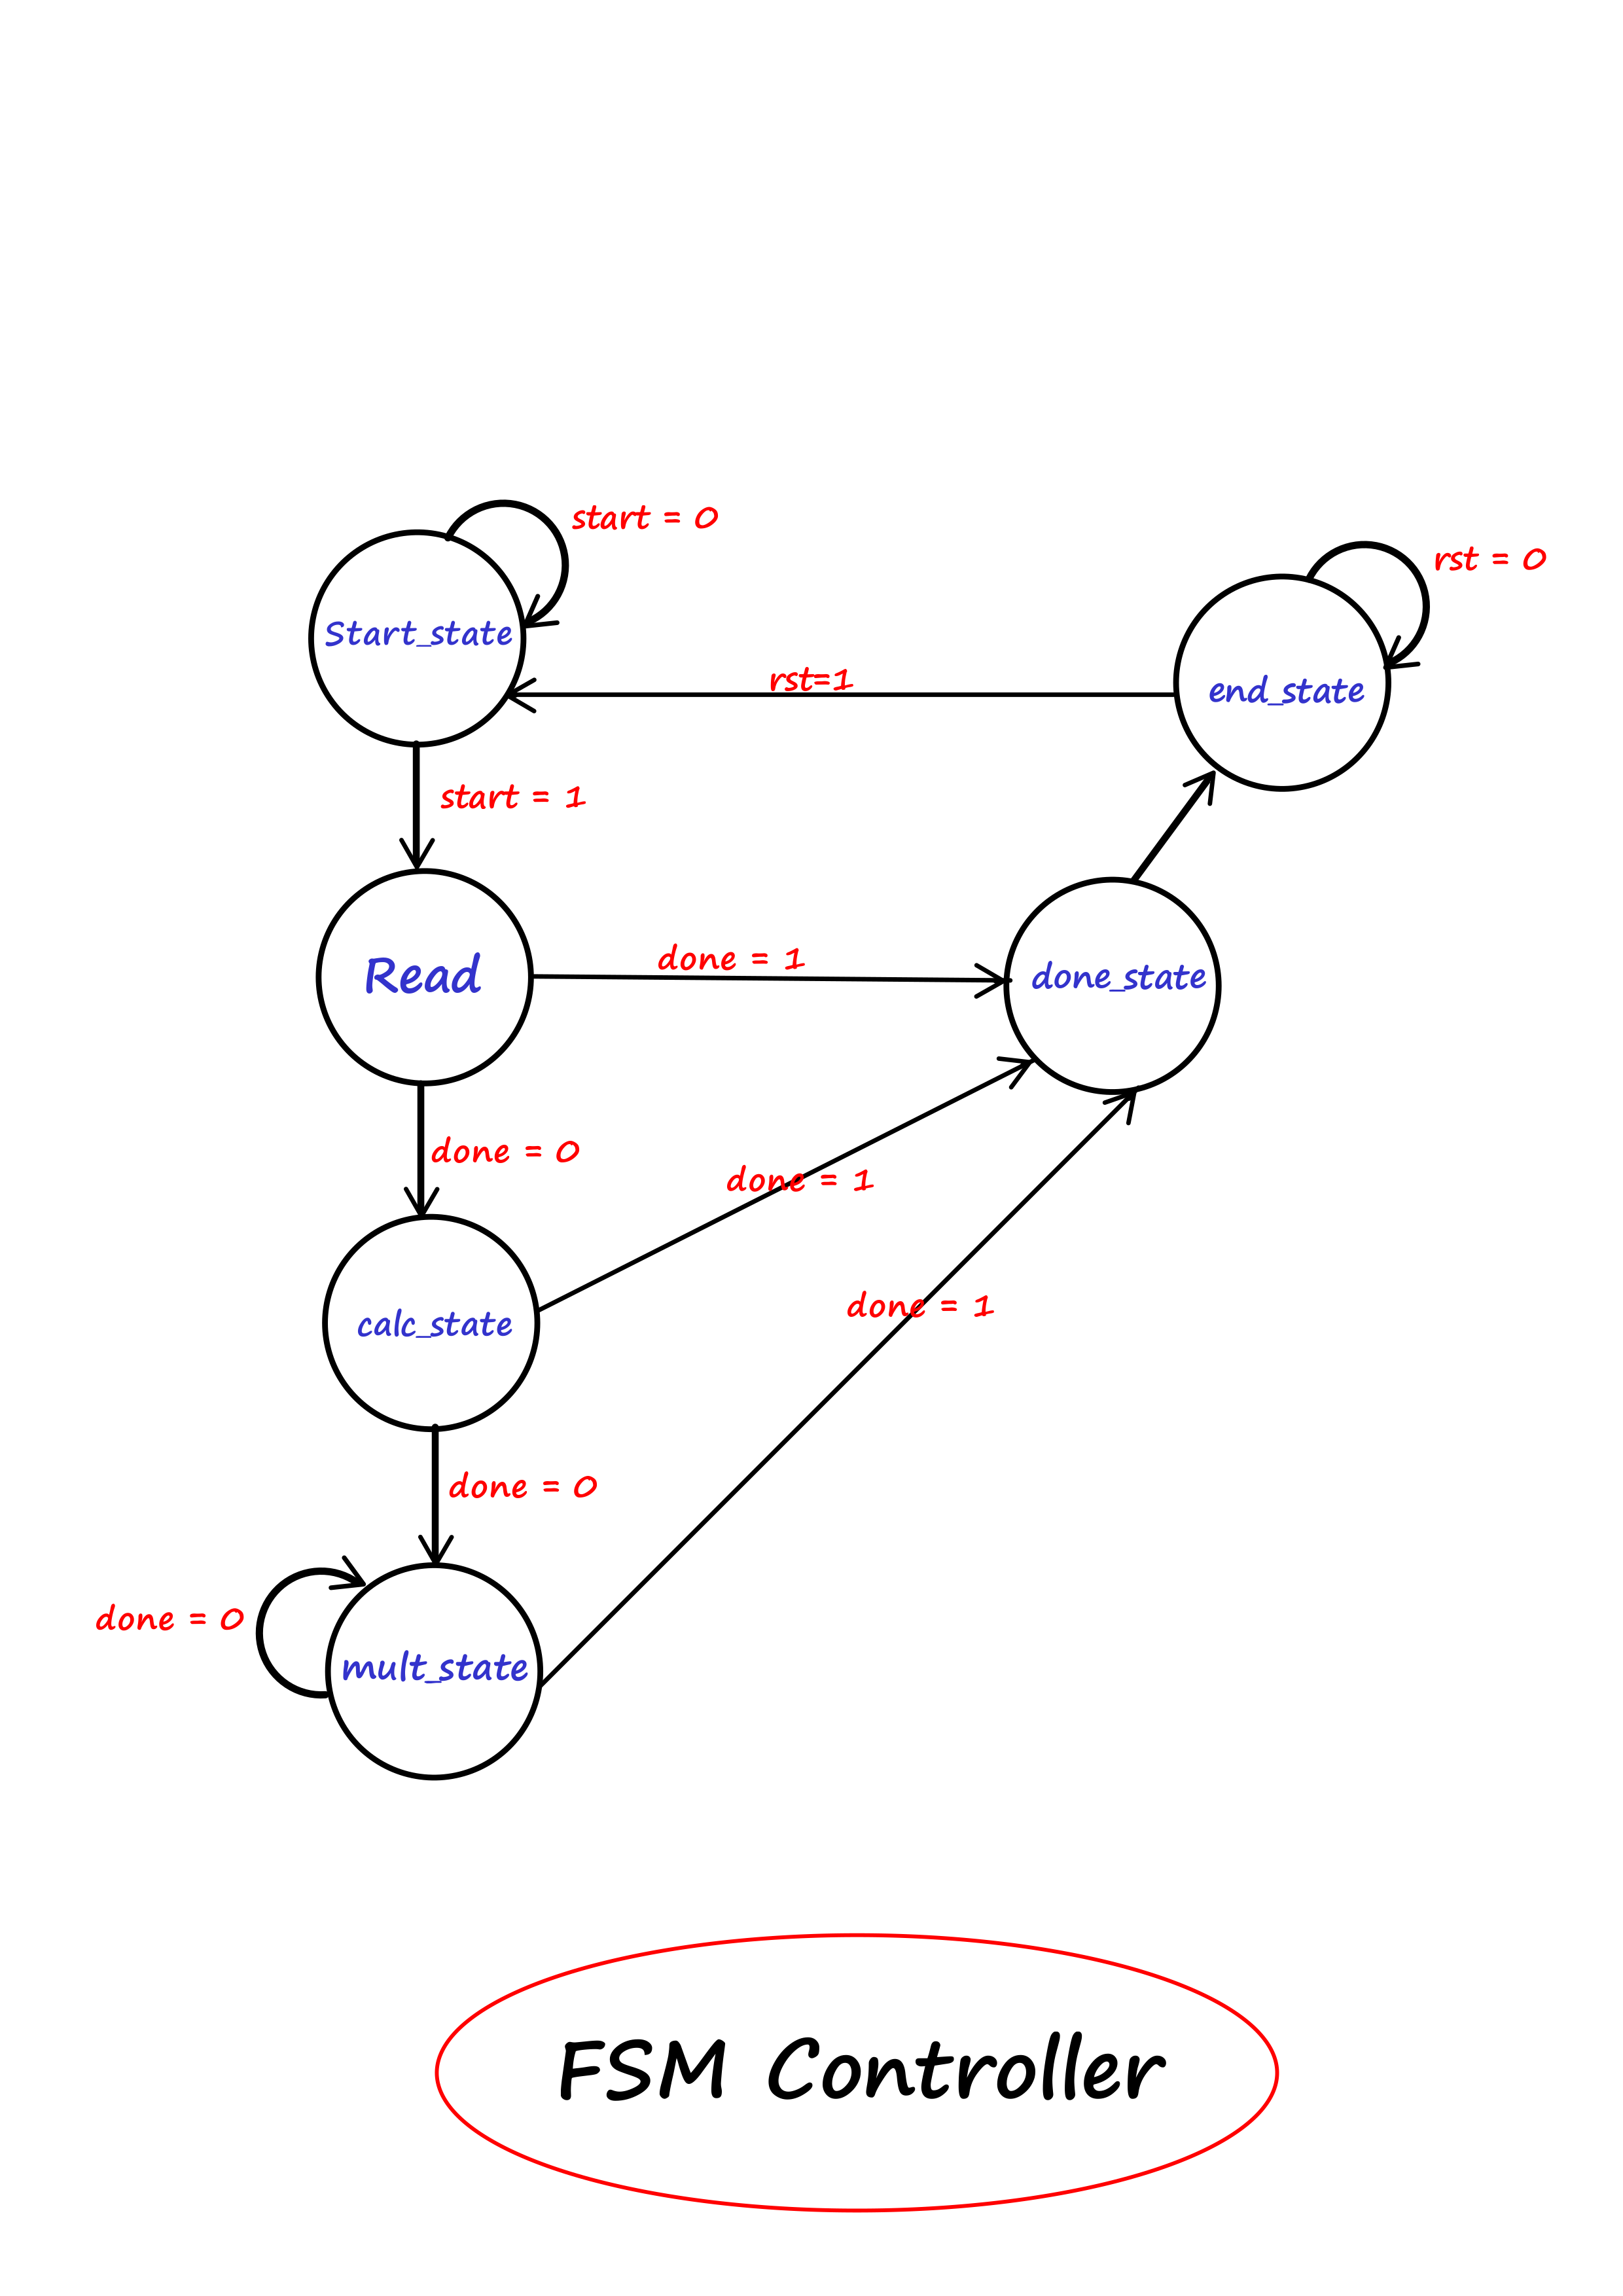 start = 0
rst = 0
Start_state
rst=1
end_state
start = 1
done = 1
Read
done_state
done = 0
done = 1
done = 1
calc_state
done = 0
done = 0
mult_state
FSM Controller